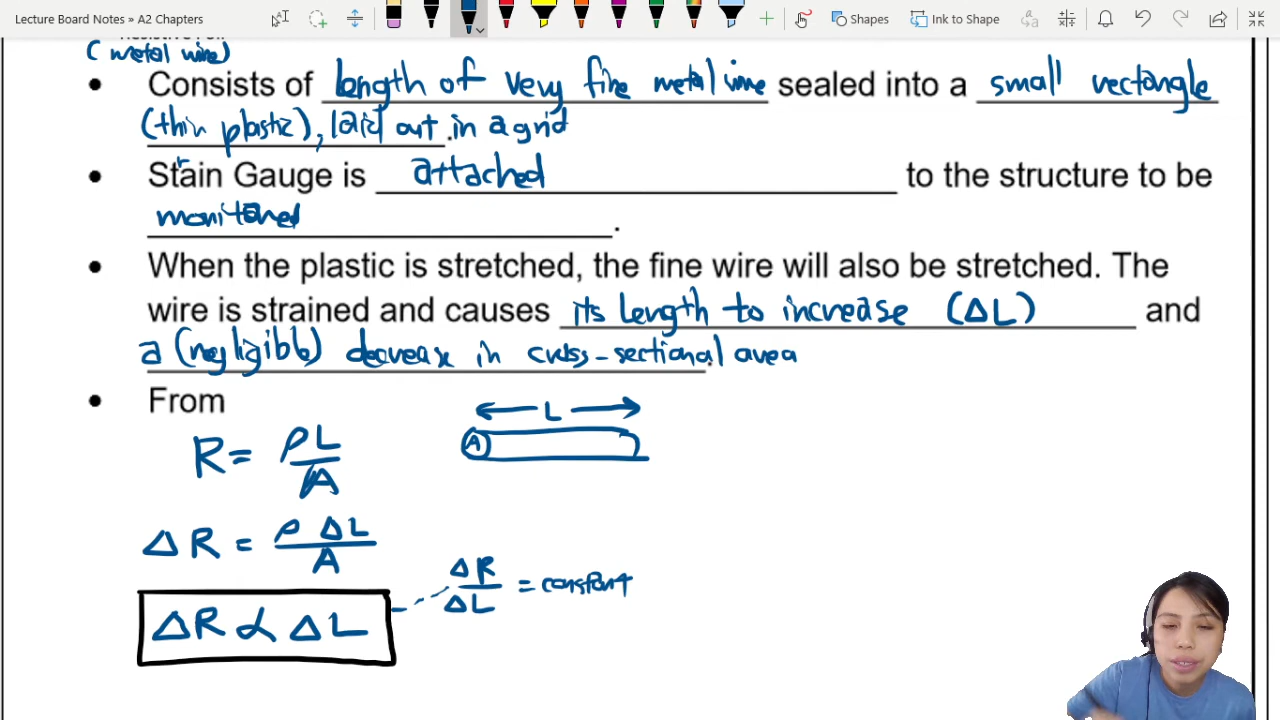 Lecture Board Notes » A2 Chapters
Shapes
Ink to Shape
(metal wire)
• Consists of length of very fine metal wire sealed into a small rectangle
(thin plastic), laid out in a grid.
• Strain Gauge is attached to the structure to be
monitored.
• When the plastic is stretched, the fine wire will also be stretched. The
wire is strained and causes its length to increase (ΔL) and
a (negligible) decrease in cross-sectional area.
• From
L
A
R = ρL/A
ΔR = ρ ΔL/A
ΔR/ΔL = constant
ΔR ∝ ΔL